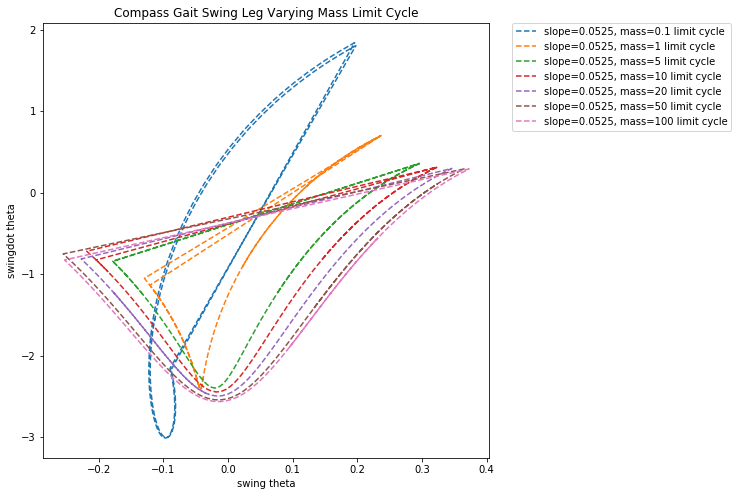 Compass Gait Swing Leg Varying Mass Limit Cycle
slope=0.0525, mass=0.1 limit cycle
slope=0.0525, mass=1 limit cycle
slope=0.0525, mass=5 limit cycle
slope=0.0525, mass=10 limit cycle
slope=0.0525, mass=20 limit cycle
slope=0.0525, mass=50 limit cycle
slope=0.0525, mass=100 limit cycle
swingdot theta
2
1
0
−1
−2
−3
−0.2 −0.1 0.0 0.1 0.2 0.3 0.4
swing theta